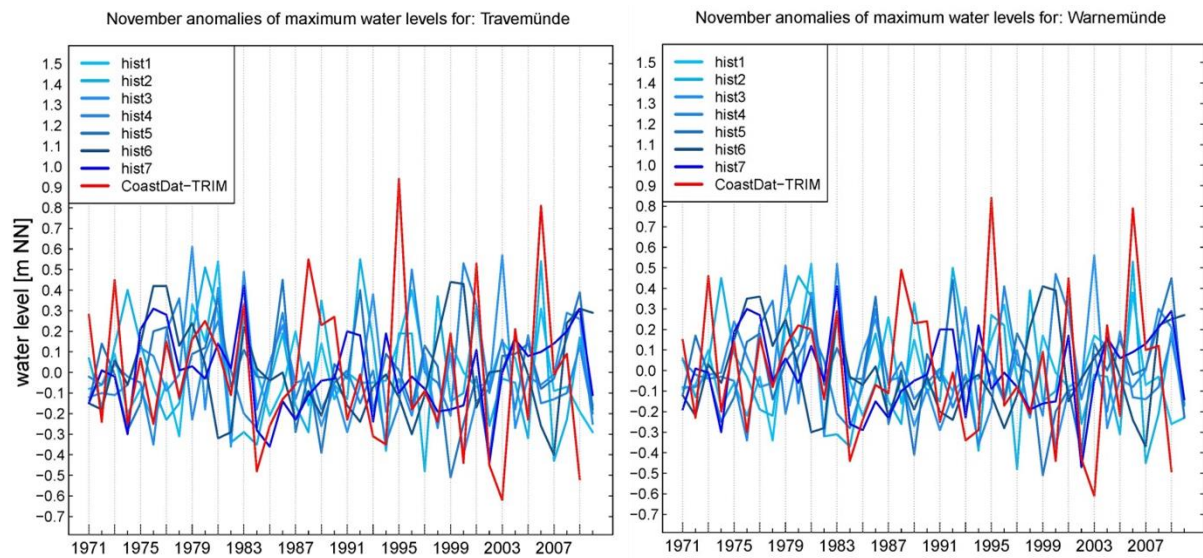 November anomalies of maximum water levels for: Travemünde
1.5
1.4
1.3
1.2
1.1
1.0
0.9
0.8
0.7
0.6
0.5
0.4
0.3
0.2
0.1
0.0
−0.1
−0.2
−0.3
−0.4
−0.5
−0.6
−0.7
water level [m NN]
hist1
hist2
hist3
hist4
hist5
hist6
hist7
CoastDat−TRIM
1971 1975 1979 1983 1987 1991 1995 1999 2003 2007
November anomalies of maximum water levels for: Warnemünde
1.5
1.4
1.3
1.2
1.1
1.0
0.9
0.8
0.7
0.6
0.5
0.4
0.3
0.2
0.1
0.0
−0.1
−0.2
−0.3
−0.4
−0.5
−0.6
−0.7
hist1
hist2
hist3
hist4
hist5
hist6
hist7
CoastDat−TRIM
1971 1975 1979 1983 1987 1991 1995 1999 2003 2007